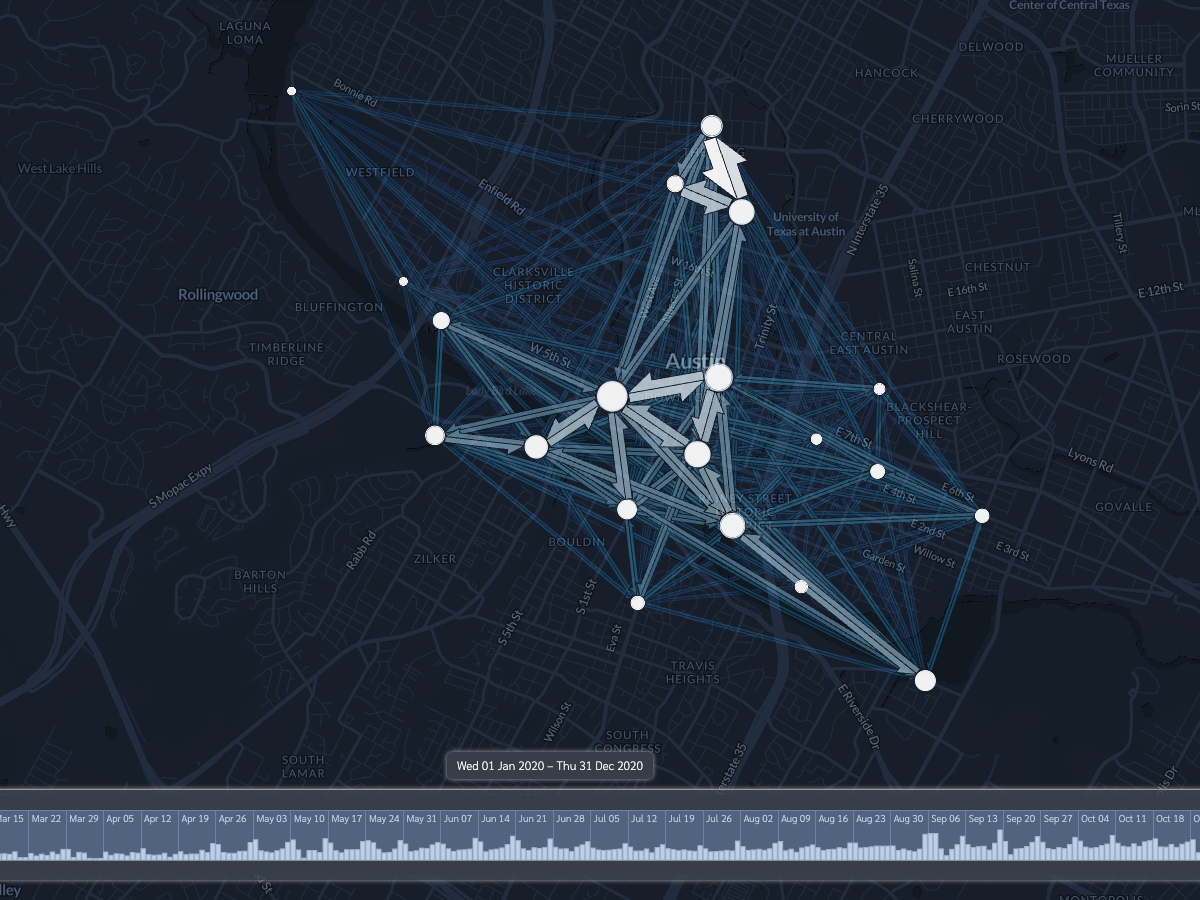 Center of Central Texas
LAGUNA
LOMA
DELWOOD
MUELLER
COMMUNITY
HANCOCK
Bonnie Rd
Sorin St
CHERRYWOOD
West Lake Hills
WESTFIELD
Enfield Rd
University of
Texas at Austin
N Interstate 35
Tillery St
CLARKSVILLE
HISTORIC
DISTRICT
W 16th St
Salina St
CHESTNUT
E 16th St
E 12th St
Rollingwood
BLUFFINGTON
EAST
AUSTIN
Trinity St
TIMBERLINE
RIDGE
W 5th St
Austin
CENTRAL
EAST AUSTIN
ROSEWOOD
BLACKSHEAR-
PROSPECT
HILL
E 7th St
Lyons Rd
S Mopac Expy
E 4th St
E 6th St
GOVALLE
Hwy
E 2nd St
BOULDIN
ZILKER
Rabb Rd
Garden St
Willow St
E 3rd St
BARTON
HILLS
S 1st St
S 5th St
Eva St
TRAVIS
HEIGHTS
E Riverside Dr
Wilson St
SOUTH
CONGRESS
SOUTH
LAMAR
erstate 35
Wed 01 Jan 2020 – Thu 31 Dec 2020
Mar 15 Mar 22 Mar 29 Apr 05 Apr 12 Apr 19 Apr 26 May 03 May 10 May 17 May 24 May 31 Jun 07 Jun 14 Jun 21 Jun 28 Jul 05 Jul 12 Jul 19 Jul 26 Aug 02 Aug 09 Aug 16 Aug 23 Aug 30 Sep 06 Sep 13 Sep 20 Sep 27 Oct 04 Oct 11 Oct 18
lley
MONTOPOLIS